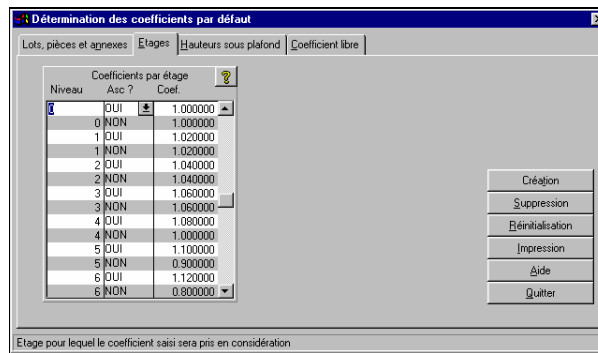 Détermination des coefficients par défaut
Lots, pièces et annexes Etages Hauteurs sous plafond Coefficient libre
Coefficients par étage
Niveau Asc ? Coef.
0 OUI 1.000000
0 NON 1.000000
1 OUI 1.020000
1 NON 1.020000
2 OUI 1.040000
2 NON 1.040000
3 OUI 1.060000
3 NON 1.060000
4 OUI 1.080000
4 NON 1.000000
5 OUI 1.100000
5 NON 0.900000
6 OUI 1.120000
6 NON 0.800000
Création
Suppression
Réinitialisation
Impression
Aide
Quitter
Etage pour lequel le coefficient saisi sera pris en considération